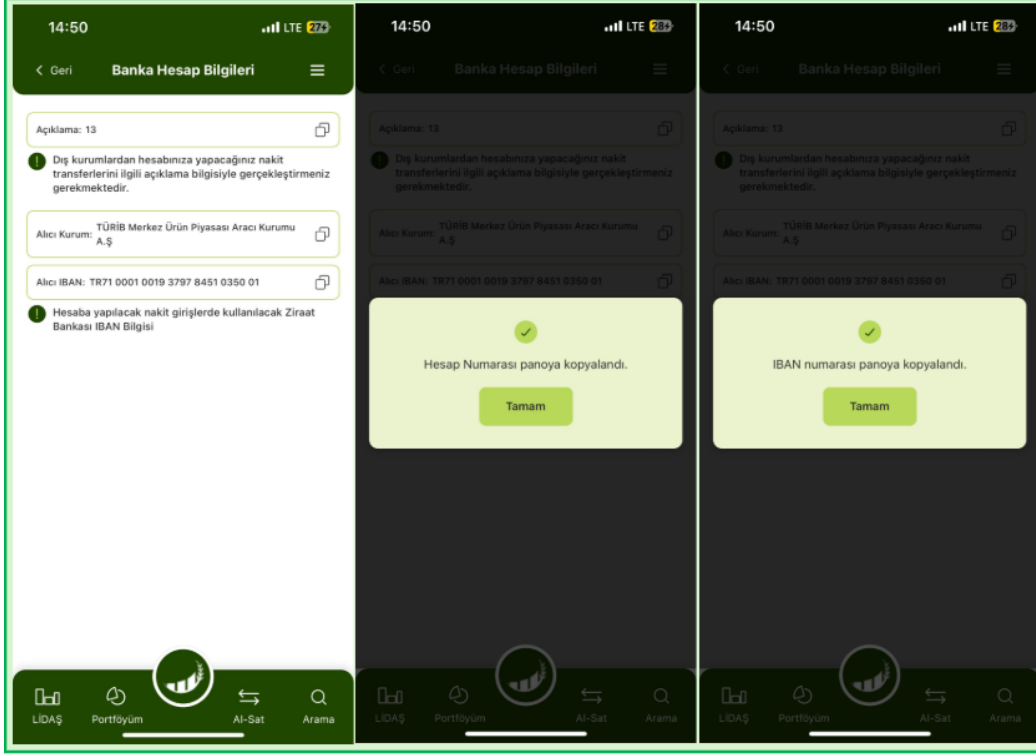 14:50
LTE 27
Geri Banka Hesap Bilgileri
Açıklama: 13
Dış kurumlardan hesabınıza yapacağınız nakit
transferlerini ilgili açıklama bilgisiyle gerçekleştirmeniz
gerekmektedir.
Alıcı Kurum: TÜRİB Merkez Ürün Piyasası Aracı Kurumu
A.Ş
Alıcı IBAN: TR71 0001 0019 3797 8451 0350 01
Hesaba yapılacak nakit girişlerde kullanılacak Ziraat
Bankası IBAN Bilgisi
LİDAŞ Portföyüm Al-Sat Arama
14:50
LTE 28
Geri Banka Hesap Bilgileri
Açıklama: 13
Dış kurumlardan hesabınıza yapacağınız nakit
transferlerini ilgili açıklama bilgisiyle gerçekleştirmeniz
gerekmektedir.
Alıcı Kurum: TÜRİB Merkez Ürün Piyasası Aracı Kurumu
A.Ş
Alıcı IBAN: TR71 0001 0019 3797 8451 0350 01
Hesap Numarası panoya kopyalandı.
Tamam
LİDAŞ Portföyüm Al-Sat Arama
14:50
LTE 28
Geri Banka Hesap Bilgileri
Açıklama: 13
Dış kurumlardan hesabınıza yapacağınız nakit
transferlerini ilgili açıklama bilgisiyle gerçekleştirmeniz
gerekmektedir.
Alıcı Kurum: TÜRİB Merkez Ürün Piyasası Aracı Kurumu
A.Ş
Alıcı IBAN: TR71 0001 0019 3797 8451 0350 01
IBAN numarası panoya kopyalandı.
Tamam
LİDAŞ Portföyüm Al-Sat Arama